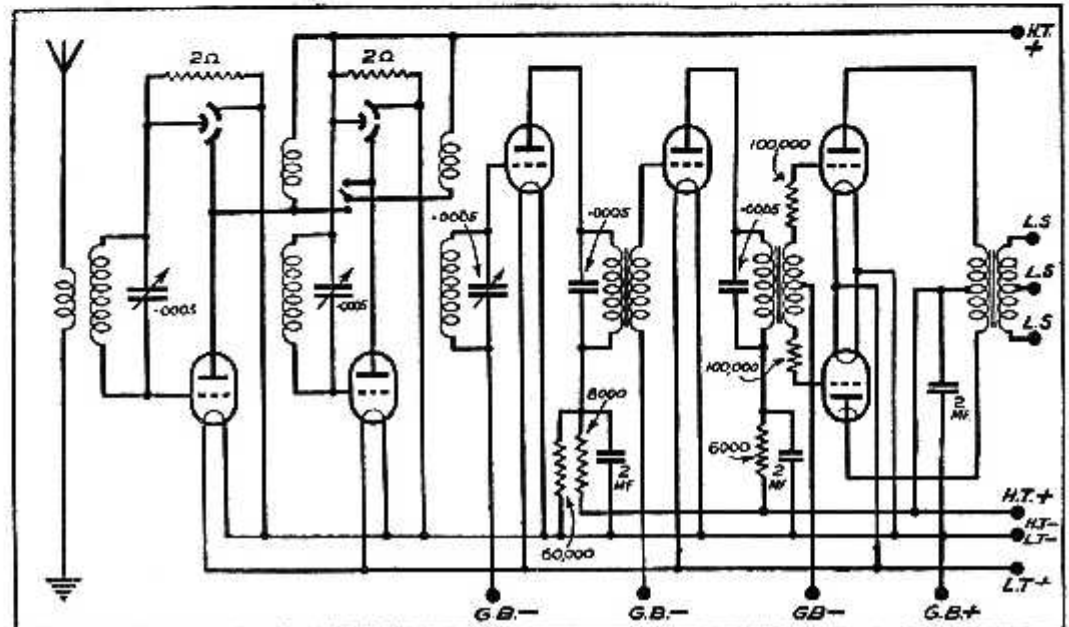 H.T.
+
2Ω
2Ω
100,000
·0005
·0005
·0005
·0005
·0005
L.S
L.S
L.S
100,000
8000
6000
2
MF
2
MF
2
MF.
60,000
H.T.+
H.T-
L.T-
L.T+
G.B.-
G.B.-
GB-
G.B+